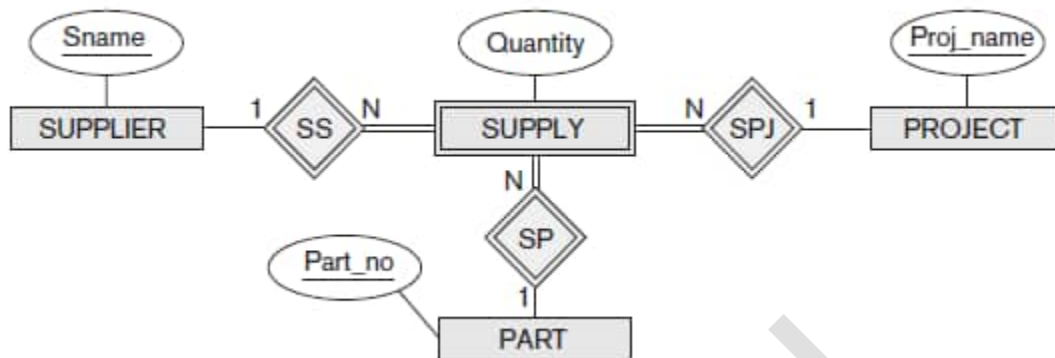 Sname
Quantity
Proj_name
SUPPLIER
1
SS
N
SUPPLY
N
SPJ
1
PROJECT
N
SP
Part_no
1
PART